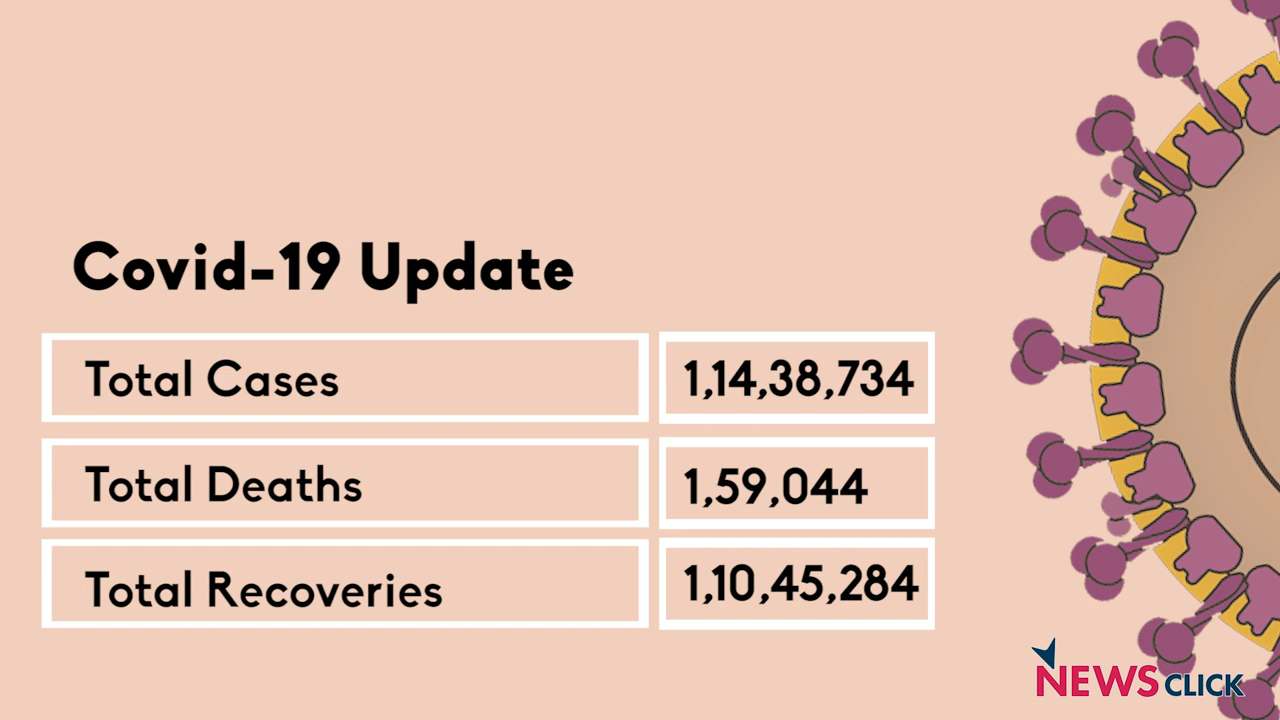 Covid-19 Update
Total Cases 1,14,38,734
Total Deaths 1,59,044
Total Recoveries 1,10,45,284
NEWSCLICK